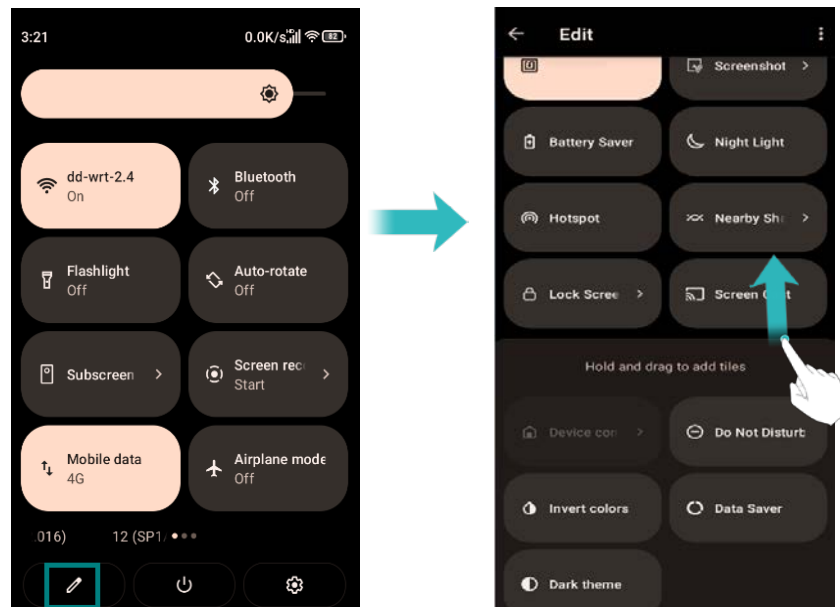 3:21
0.0K/s HD 82
dd-wrt-2.4
On
Bluetooth
Off
Flashlight
Off
Auto-rotate
Off
Subscreen
Screen rec
Start
Mobile data
4G
Airplane mode
Off
.016)
12 (SP1
Edit
Screenshot
Battery Saver
Night Light
Hotspot
Nearby Sh
Lock Scree
Screen
Hold and drag to add tiles
Device con
Do Not Disturb
Invert colors
Data Saver
Dark theme